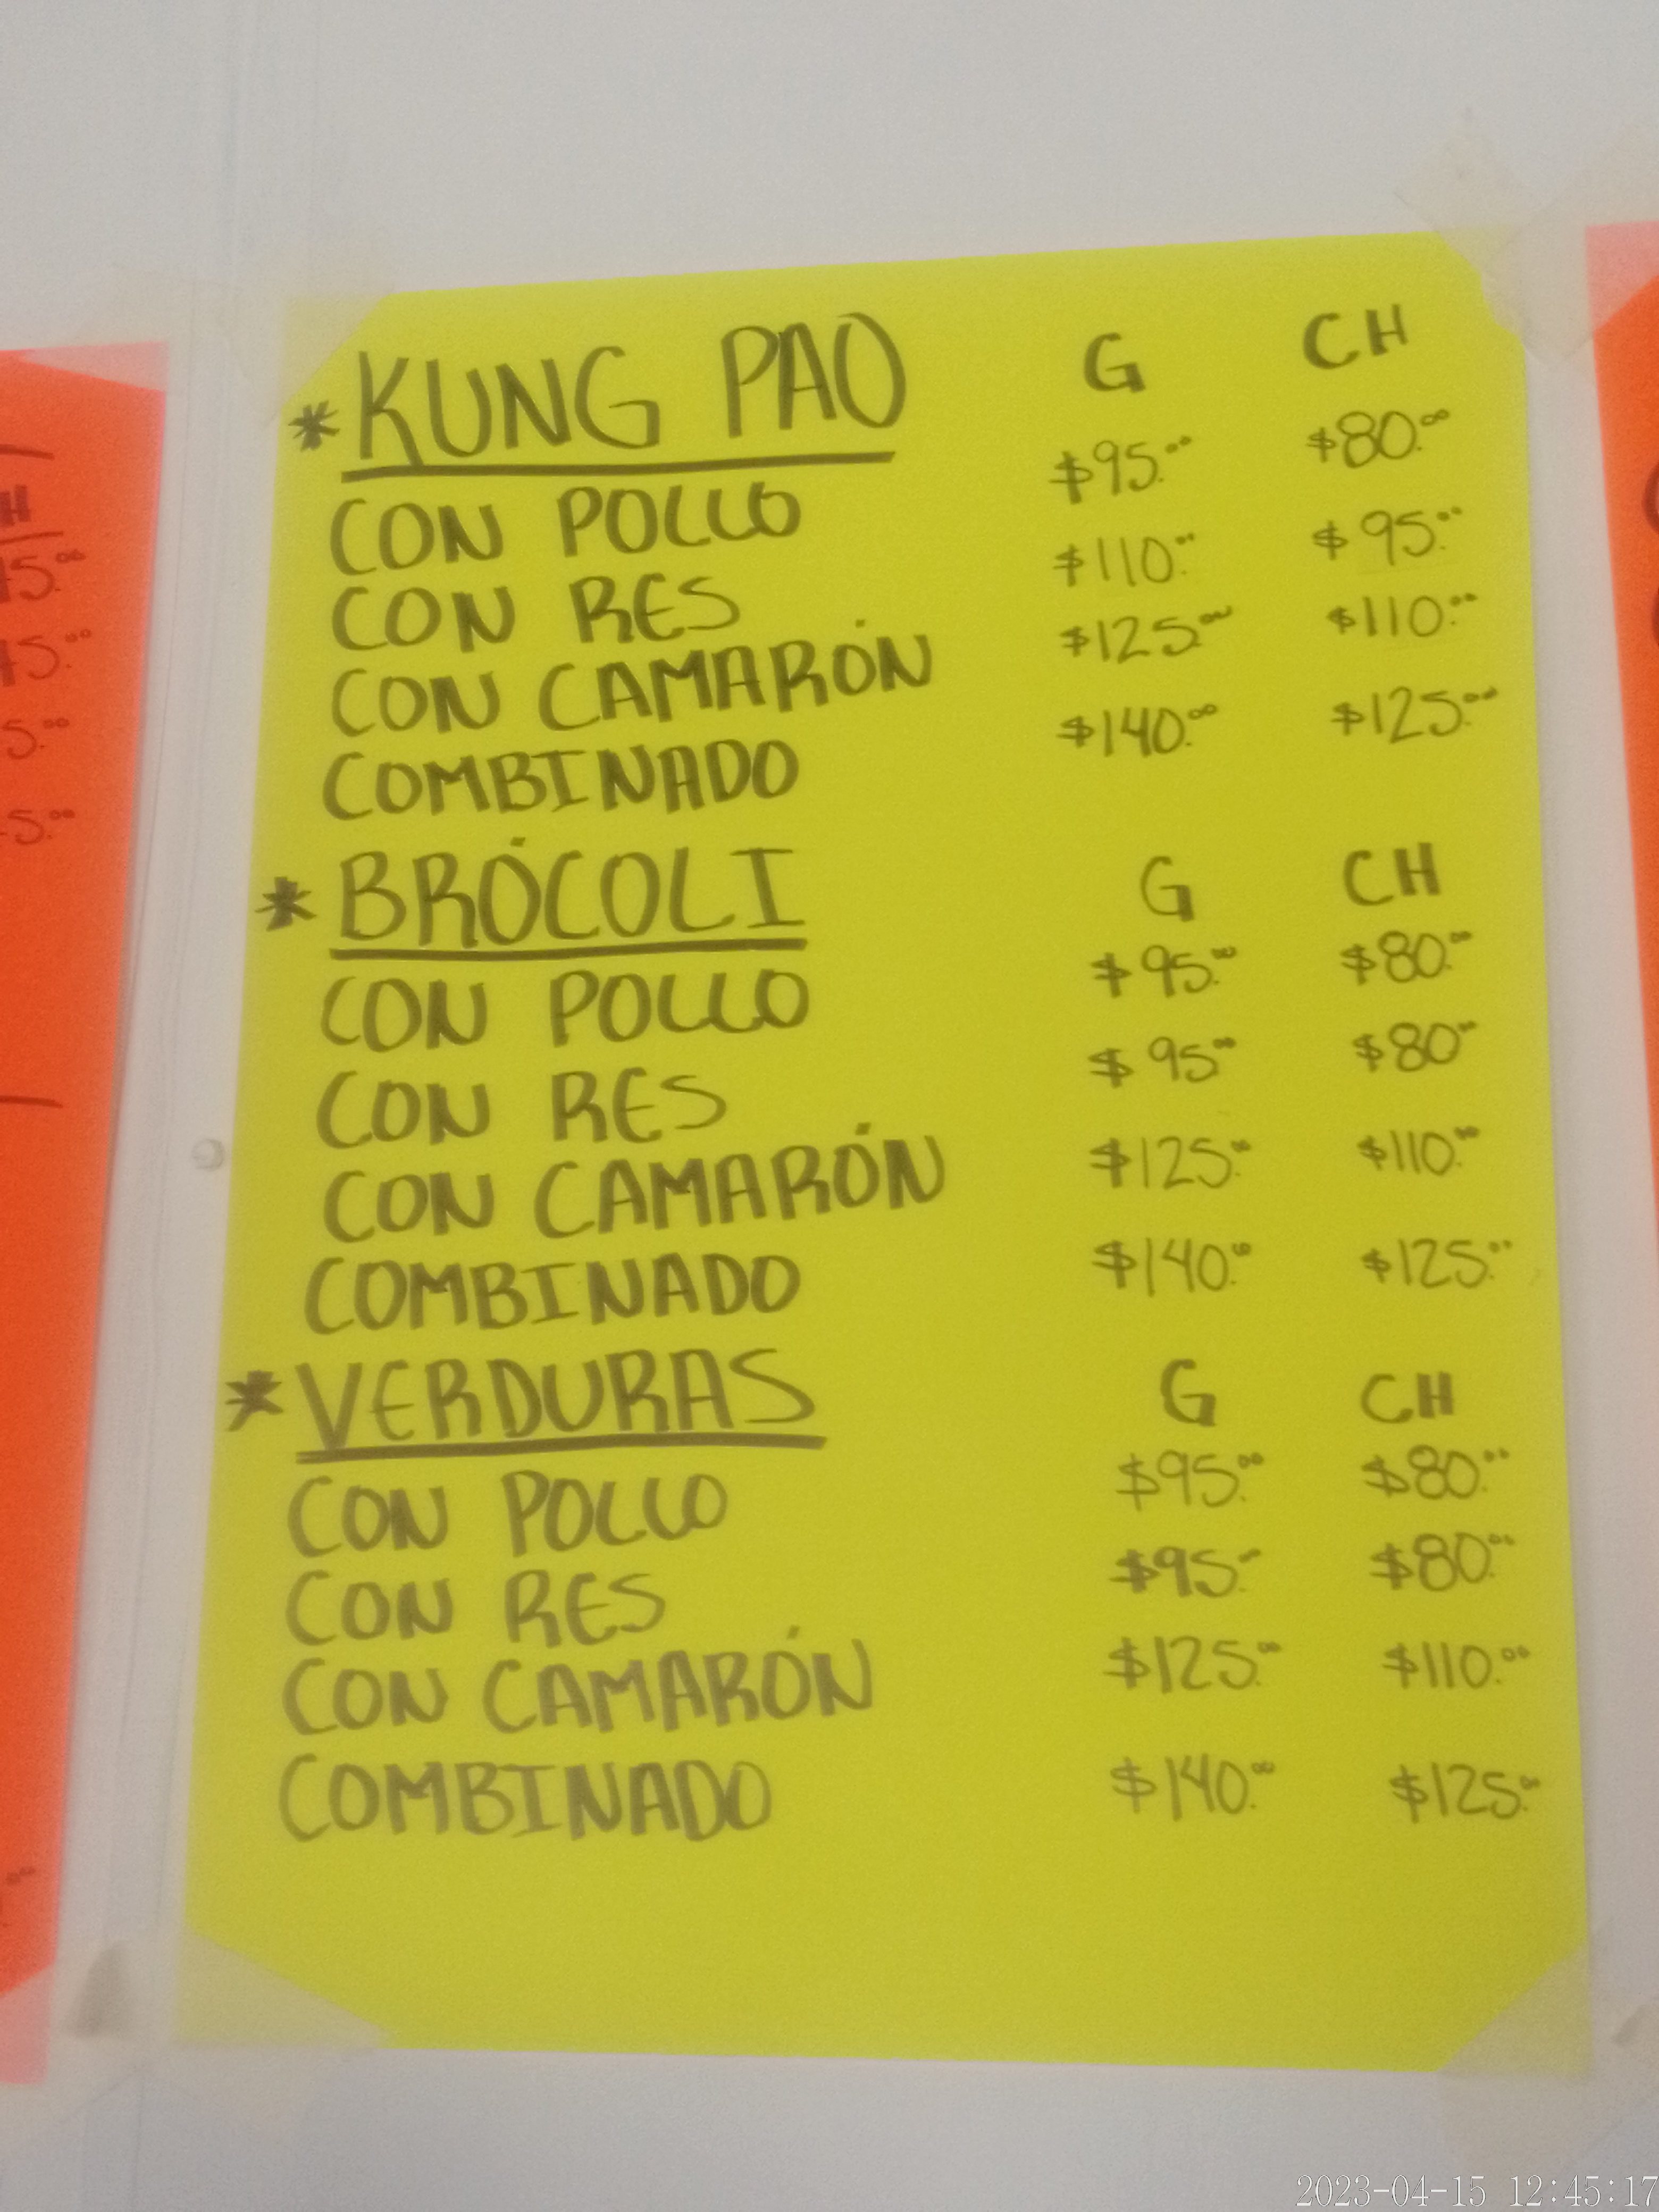 * KUNG PAO G CH
CON POLLO $95.00 $80.00
CON RES $110.00 $95.00
CON CAMARÓN $125.00 $110.00
COMBINADO $140.00 $125.00
* BRÓCOLI G CH
CON POLLO $95.00 $80.00
CON RES $95.00 $80.00
CON CAMARÓN $125.00 $110.00
COMBINADO $140.00 $125.00
* VERDURAS G CH
CON POLLO $95.00 $80.00
CON RES $95.00 $80.00
CON CAMARÓN $125.00 $110.00
COMBINADO $140.00 $125.00
2023-04-15 12:45:17